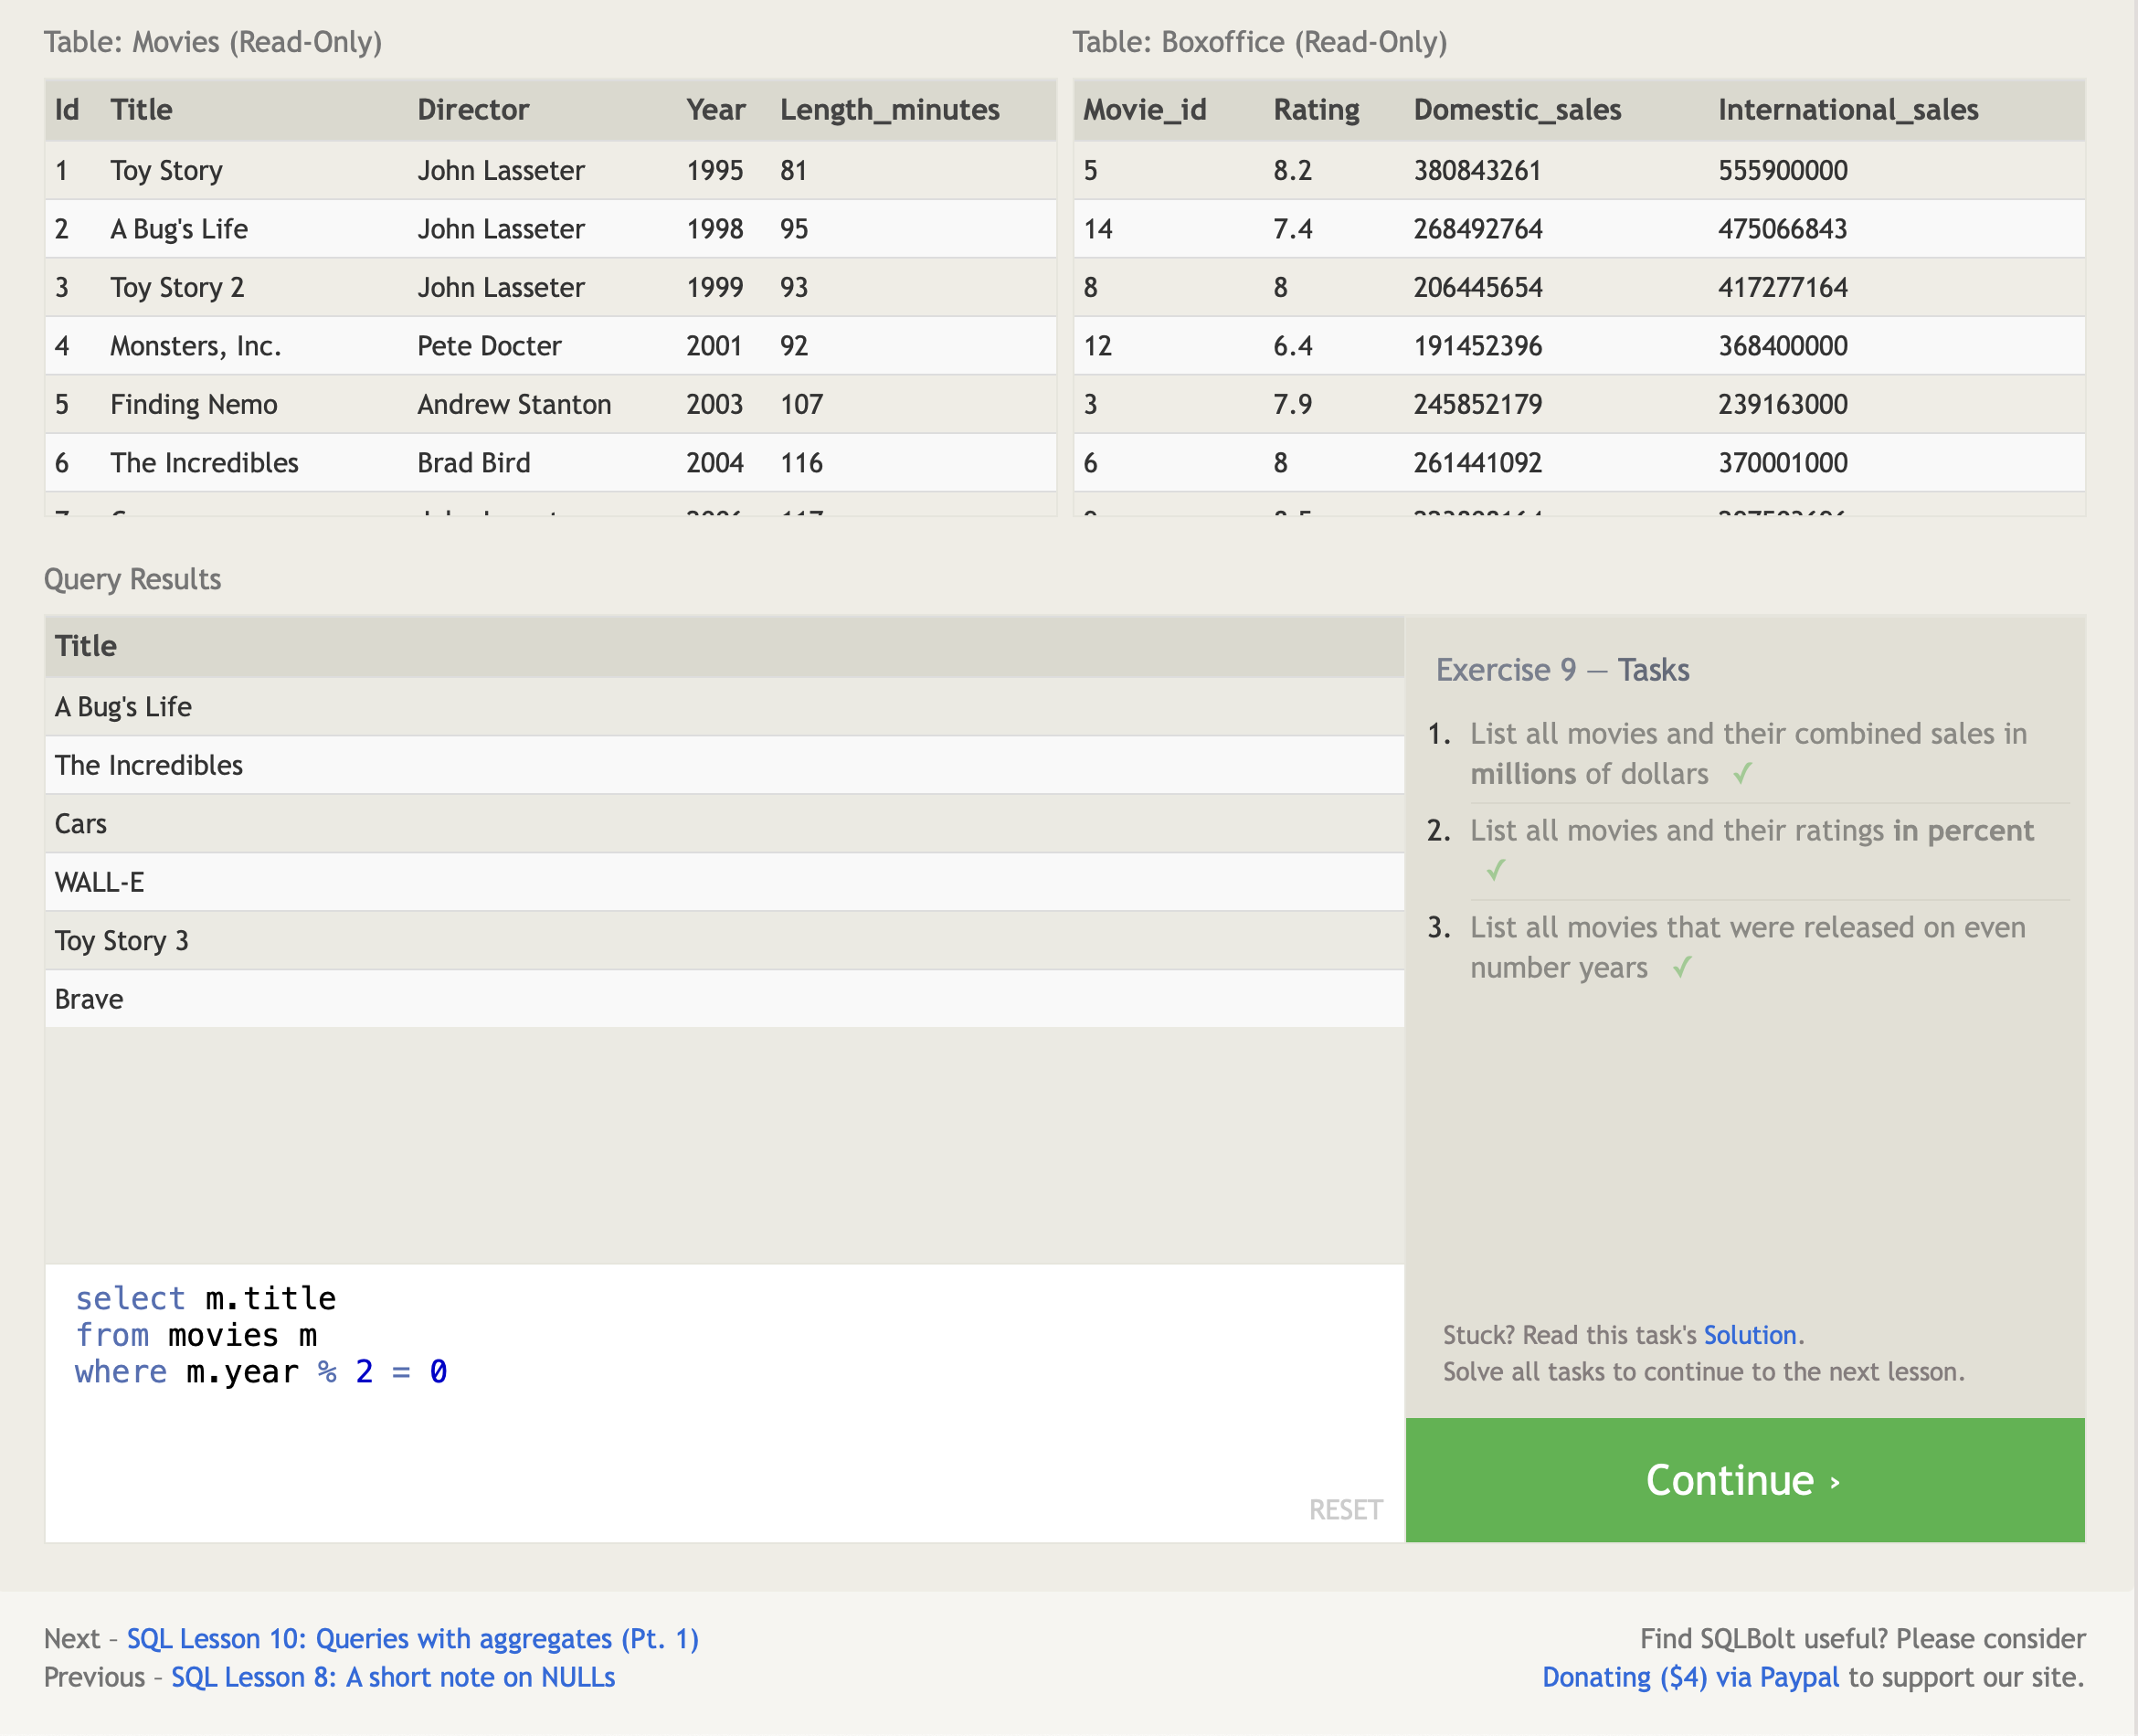 Table: Movies (Read-Only)
Id Title Director Year Length_minutes
1 Toy Story John Lasseter 1995 81
2 A Bug's Life John Lasseter 1998 95
3 Toy Story 2 John Lasseter 1999 93
4 Monsters, Inc. Pete Docter 2001 92
5 Finding Nemo Andrew Stanton 2003 107
6 The Incredibles Brad Bird 2004 116
Table: Boxoffice (Read-Only)
Movie_id Rating Domestic_sales International_sales
5 8.2 380843261 555900000
14 7.4 268492764 475066843
8 8 206445654 417277164
12 6.4 191452396 368400000
3 7.9 245852179 239163000
6 8 261441092 370001000
Query Results
Title
A Bug's Life
The Incredibles
Cars
WALL-E
Toy Story 3
Brave
select m.title
from movies m
where m.year % 2 = 0
RESET
Exercise 9 — Tasks
1. List all movies and their combined sales in
millions of dollars ✓
2. List all movies and their ratings in percent
✓
3. List all movies that were released on even
number years ✓
Stuck? Read this task's Solution.
Solve all tasks to continue to the next lesson.
Continue ›
Next – SQL Lesson 10: Queries with aggregates (Pt. 1)
Previous – SQL Lesson 8: A short note on NULLs
Find SQLBolt useful? Please consider
Donating ($4) via Paypal to support our site.